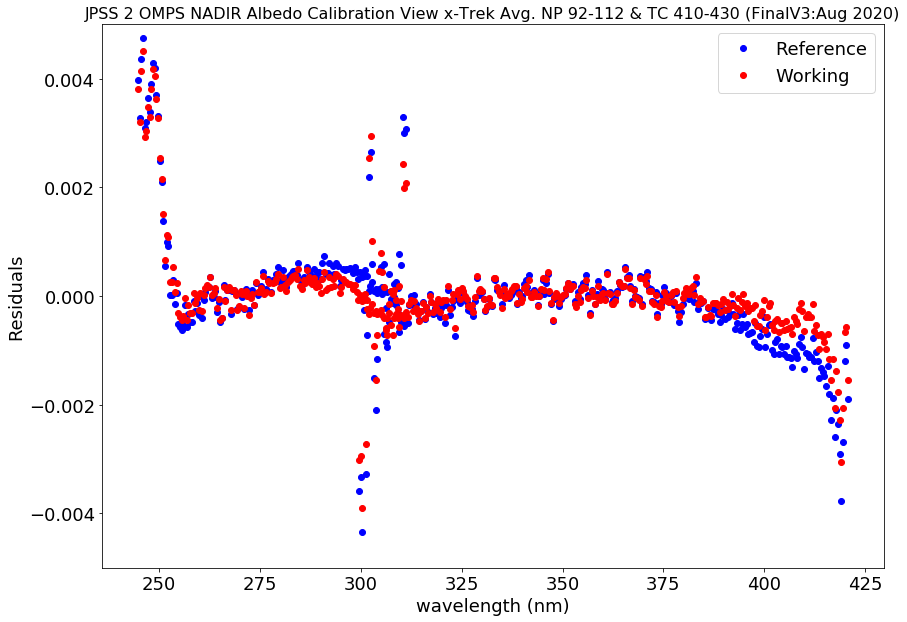 JPSS 2 OMPS NADIR Albedo Calibration View x-Trek Avg. NP 92-112 & TC 410-430 (FinalV3:Aug 2020)
Reference
Working
0.004
0.002
0.000
−0.002
−0.004
Residuals
250 275 300 325 350 375 400 425
wavelength (nm)